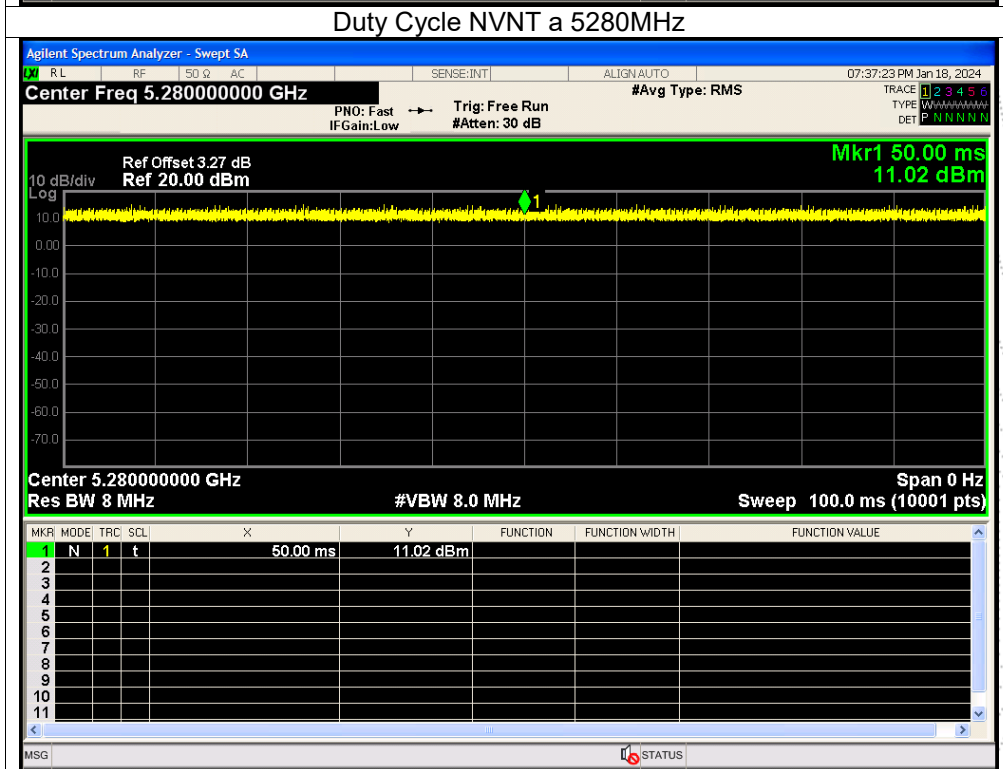 Duty Cycle NVNT a 5280MHz
Agilent Spectrum Analyzer - Swept SA
LXI RL RF 50 Ω AC SENSE:INT ALIGN AUTO 07:37:23 PM Jan 18, 2024
Center Freq 5.280000000 GHz #Avg Type: RMS TRACE 1 2 3 4 5 6
PNO: Fast Trig: Free Run TYPE WWWWWW
IFGain:Low #Atten: 30 dB DET P N N N N N
Mkr1 50.00 ms
Ref Offset 3.27 dB
10 dB/div Ref 20.00 dBm 11.02 dBm
Log
1
10.0
0.00
-10.0
-20.0
-30.0
-40.0
-50.0
-60.0
-70.0
Center 5.280000000 GHz Span 0 Hz
Res BW 8 MHz #VBW 8.0 MHz Sweep 100.0 ms (10001 pts)
MKR MODE TRC SCL X Y FUNCTION FUNCTION WIDTH FUNCTION VALUE
1 N 1 t 50.00 ms 11.02 dBm
2
3
4
5
6
7
8
9
10
11
MSG STATUS